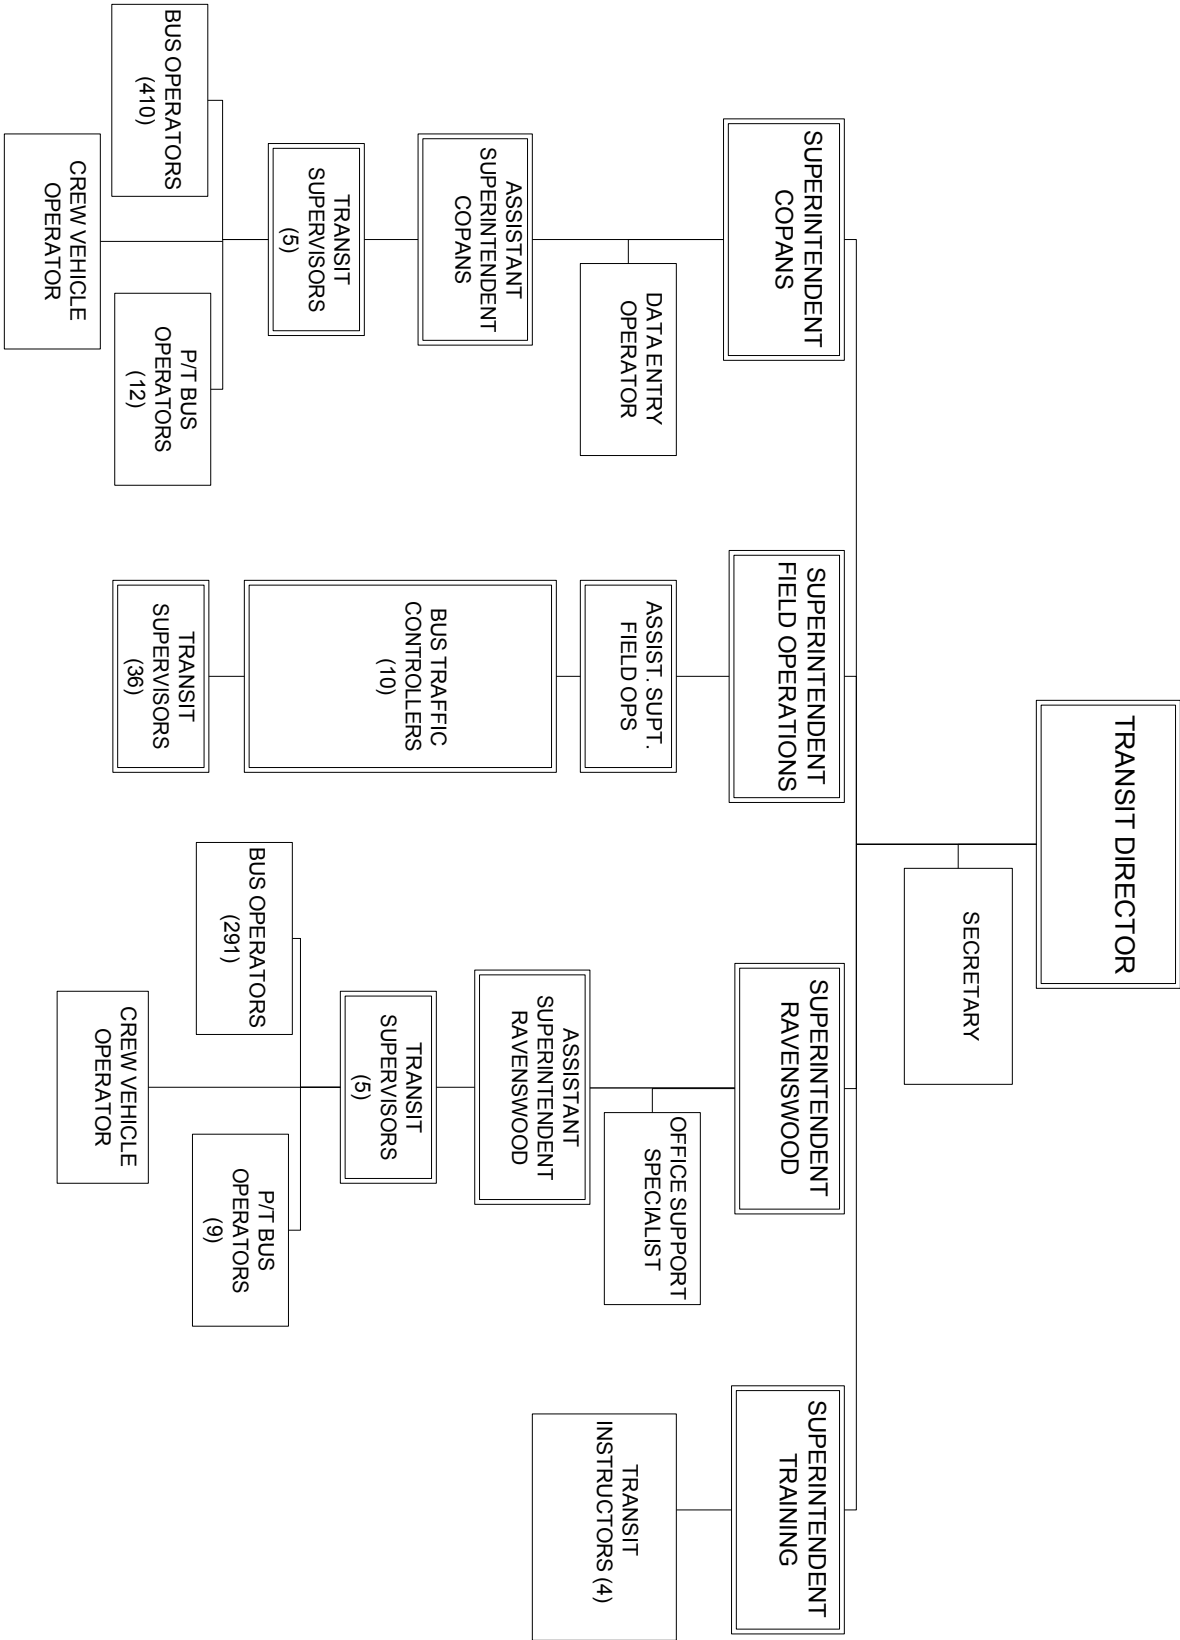 TRANSIT DIRECTOR
SECRETARY
SUPERINTENDENT
COPANS
SUPERINTENDENT
FIELD OPERATIONS
SUPERINTENDENT
RAVENSWOOD
SUPERINTENDENT
TRAINING
DATA ENTRY
OPERATOR
ASSIST. SUPT.
FIELD OPS
OFFICE SUPPORT
SPECIALIST
TRANSIT
INSTRUCTORS (4)
ASSISTANT
SUPERINTENDENT
COPANS
BUS TRAFFIC
CONTROLLERS
(10)
ASSISTANT
SUPERINTENDENT
RAVENSWOOD
TRANSIT
SUPERVISORS
(5)
TRANSIT
SUPERVISORS
(36)
TRANSIT
SUPERVISORS
(5)
BUS OPERATORS
(410)
P/T BUS
OPERATORS
(12)
BUS OPERATORS
(291)
P/T BUS
OPERATORS
(9)
CREW VEHICLE
OPERATOR
CREW VEHICLE
OPERATOR